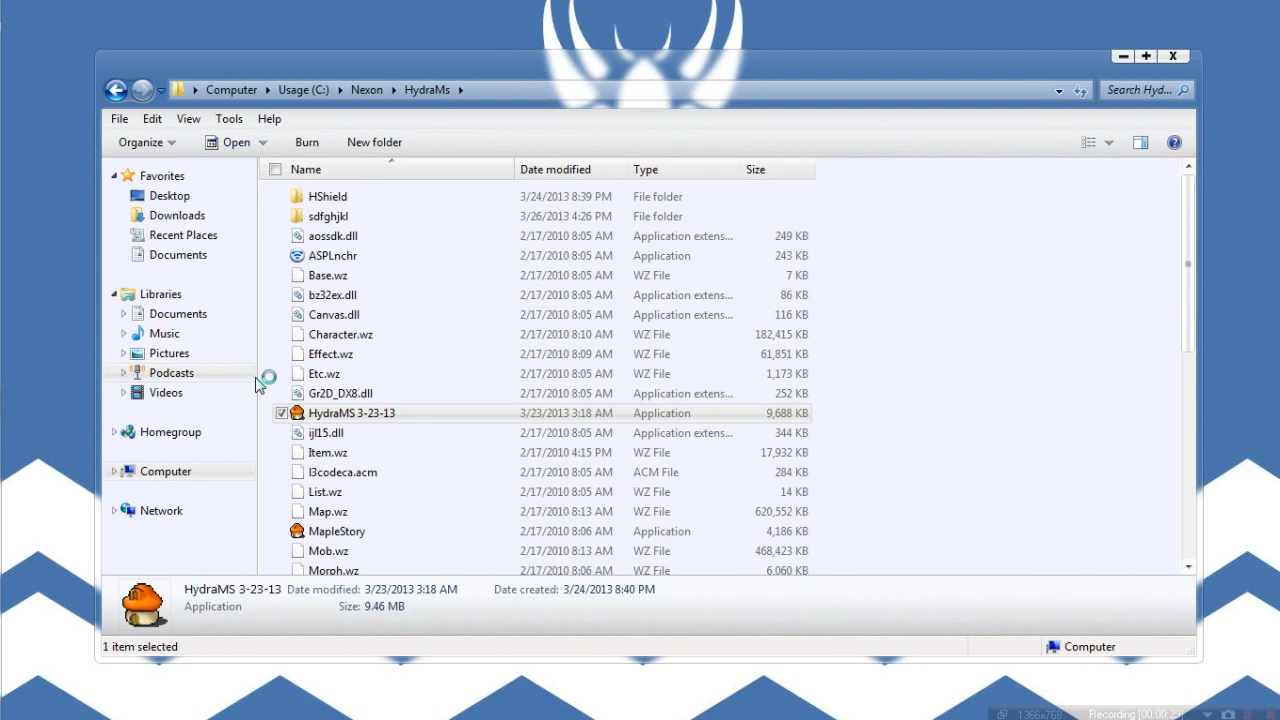 Computer Usage (C:) Nexon HydraMs Search Hyd...
File Edit View Tools Help
Organize Open Burn New folder
Favorites
Desktop
Downloads
Recent Places
Documents
Libraries
Documents
Music
Pictures
Podcasts
Videos
Homegroup
Computer
Network
Name Date modified Type Size
HShield 3/24/2013 8:39 PM File folder
sdfghjkl 3/26/2013 4:26 PM File folder
aossdk.dll 2/17/2010 8:05 AM Application extens... 249 KB
ASPLnchr 2/17/2010 8:05 AM Application 243 KB
Base.wz 2/17/2010 8:05 AM WZ File 7 KB
bz32ex.dll 2/17/2010 8:05 AM Application extens... 86 KB
Canvas.dll 2/17/2010 8:05 AM Application extens... 116 KB
Character.wz 2/17/2010 8:10 AM WZ File 182,415 KB
Effect.wz 2/17/2010 8:09 AM WZ File 61,851 KB
Etc.wz 2/17/2010 8:05 AM WZ File 1,173 KB
Gr2D_DX8.dll 2/17/2010 8:05 AM Application extens... 252 KB
HydraMS 3-23-13 3/23/2013 3:18 AM Application 9,688 KB
ijl15.dll 2/17/2010 8:05 AM Application extens... 344 KB
Item.wz 2/17/2010 4:15 PM WZ File 17,932 KB
l3codeca.acm 2/17/2010 8:05 AM ACM File 284 KB
List.wz 2/17/2010 8:05 AM WZ File 14 KB
Map.wz 2/17/2010 8:13 AM WZ File 620,552 KB
MapleStory 2/17/2010 8:06 AM Application 4,186 KB
Mob.wz 2/17/2010 8:13 AM WZ File 468,423 KB
Morph.wz 2/17/2010 8:06 AM WZ File 6,060 KB
HydraMS 3-23-13 Date modified: 3/23/2013 3:18 AM Date created: 3/24/2013 8:40 PM
Application Size: 9.46 MB
1 item selected Computer
1366x768 Recording [00:00:29]